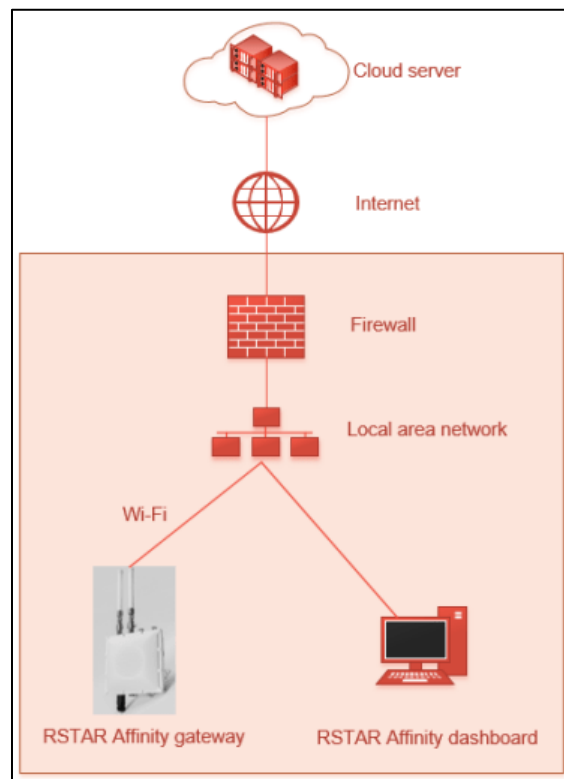 Cloud server
Internet
Firewall
Local area network
Wi-Fi
RSTAR Affinity gateway
RSTAR Affinity dashboard